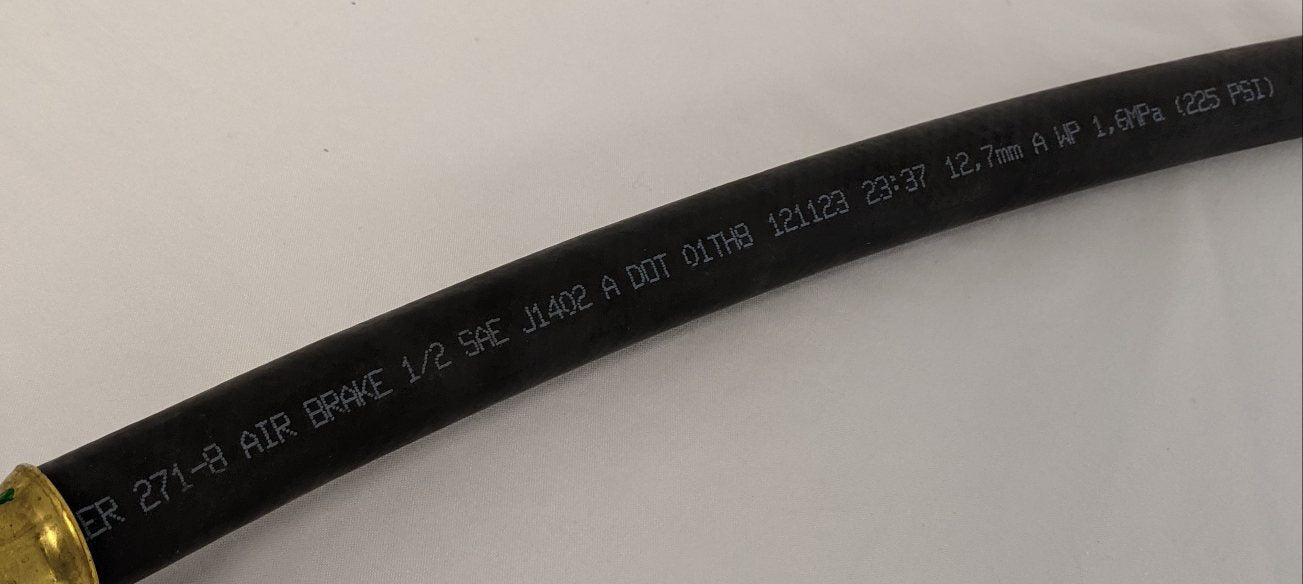 ER 271-8 AIR BRAKE 1/2 SAE J1402 A DOT 01TH8 121123 23:37 12,7mm A WP 1,6MPa (225 PSI)